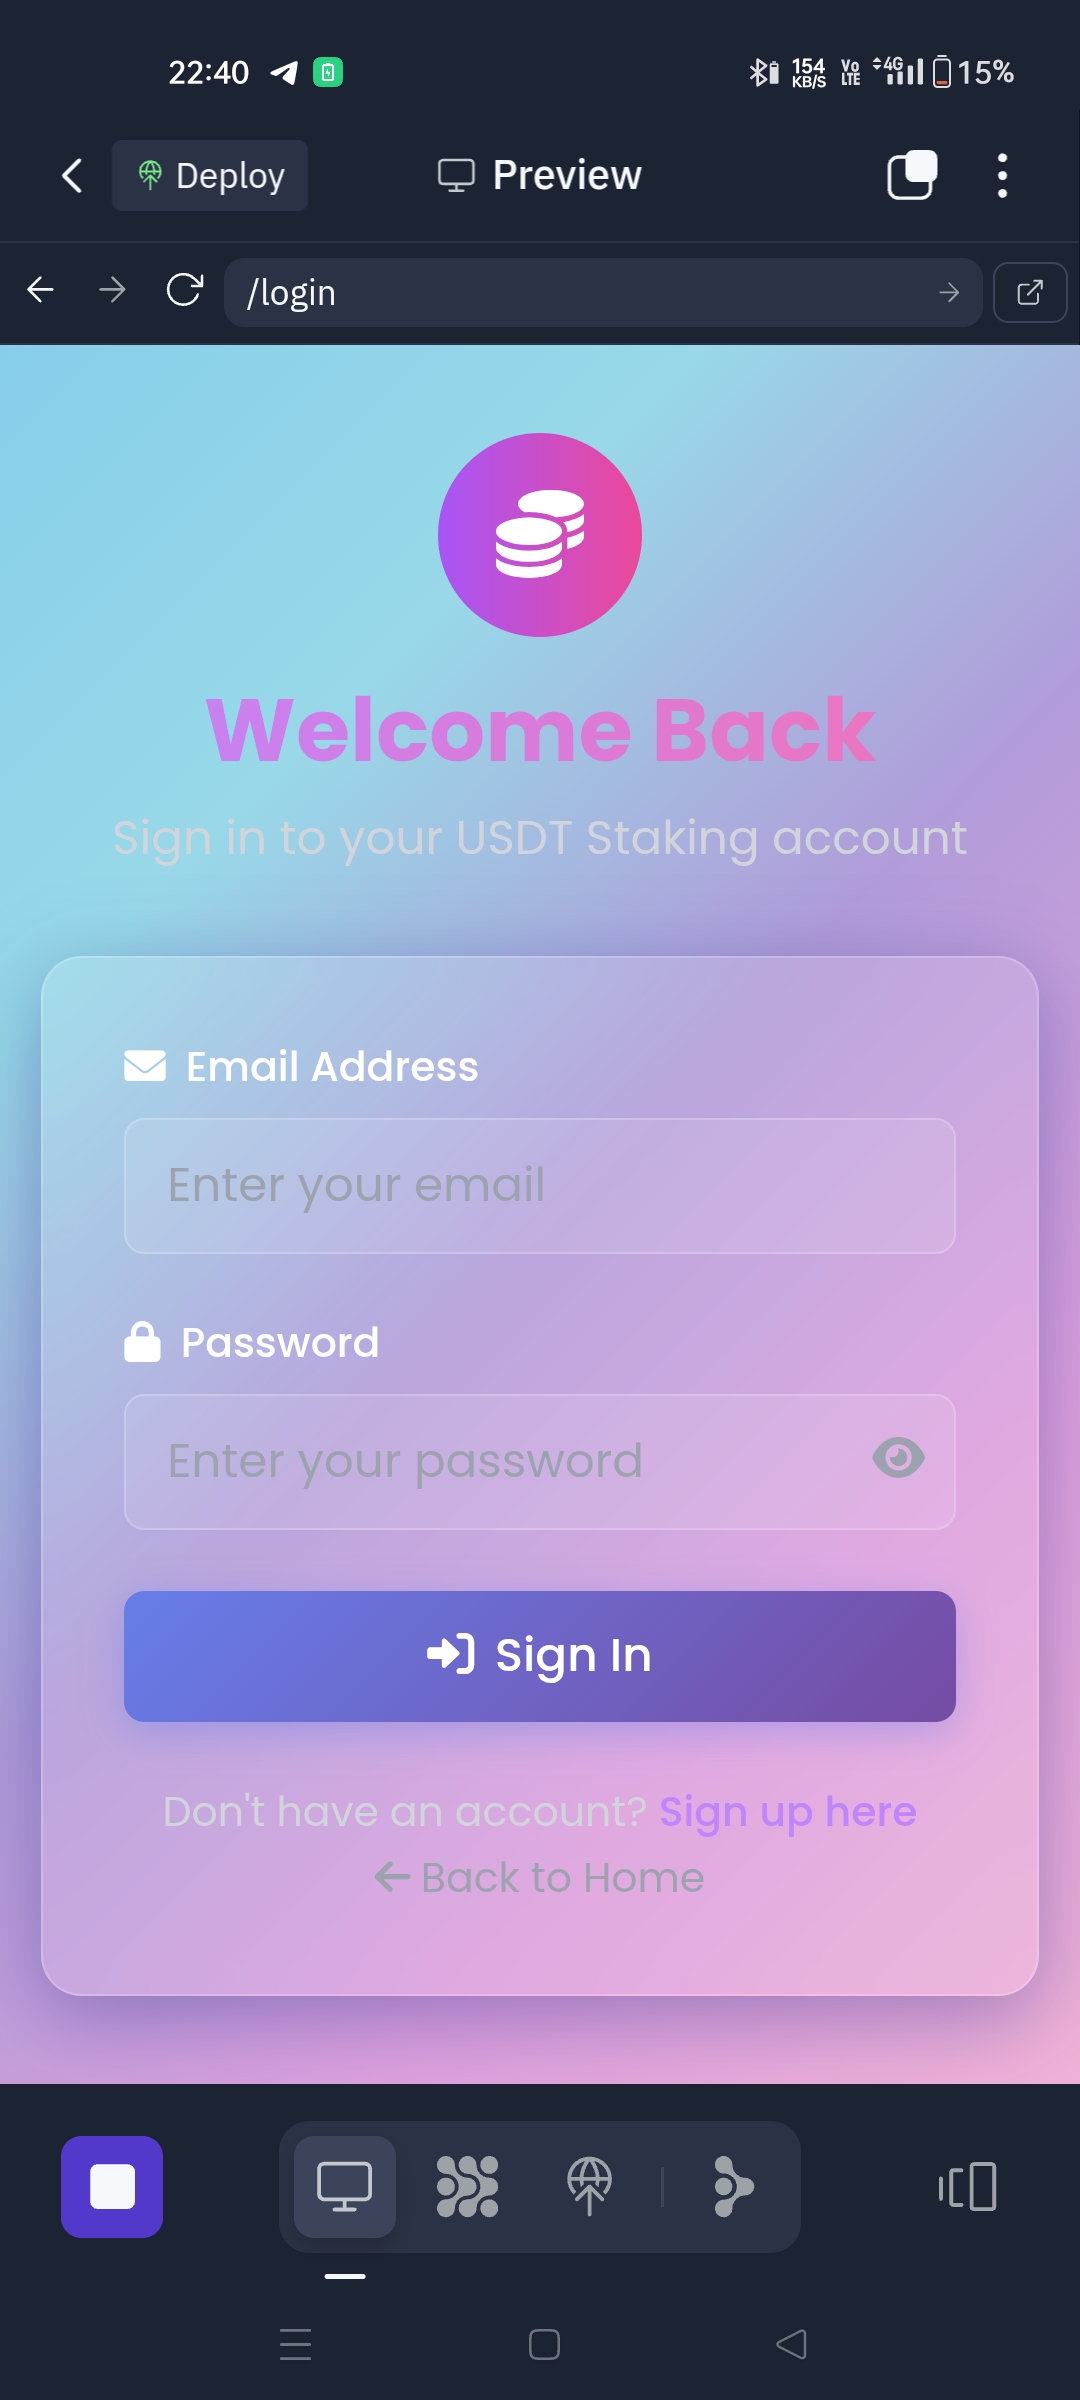 22:40
154 KB/S
Vo LTE
4G
15%
Deploy
Preview
/login
Welcome Back
Sign in to your USDT Staking account
Email Address
Enter your email
Password
Enter your password
Sign In
Don't have an account? Sign up here
Back to Home